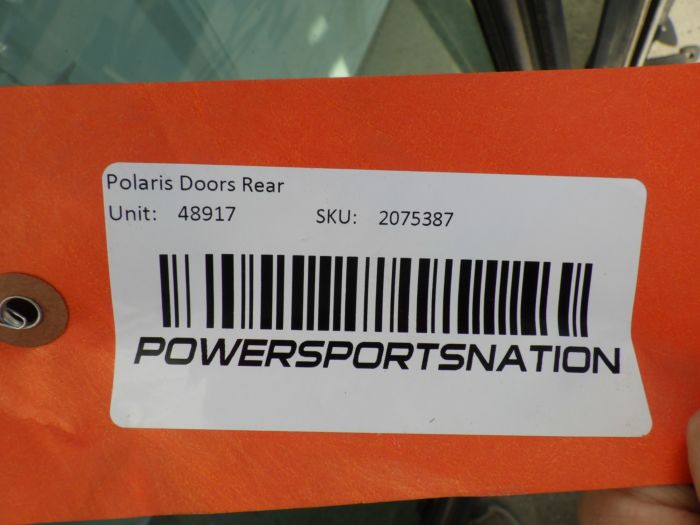 Polaris Doors Rear
Unit: 48917 SKU: 2075387
POWERSPORTSNATION